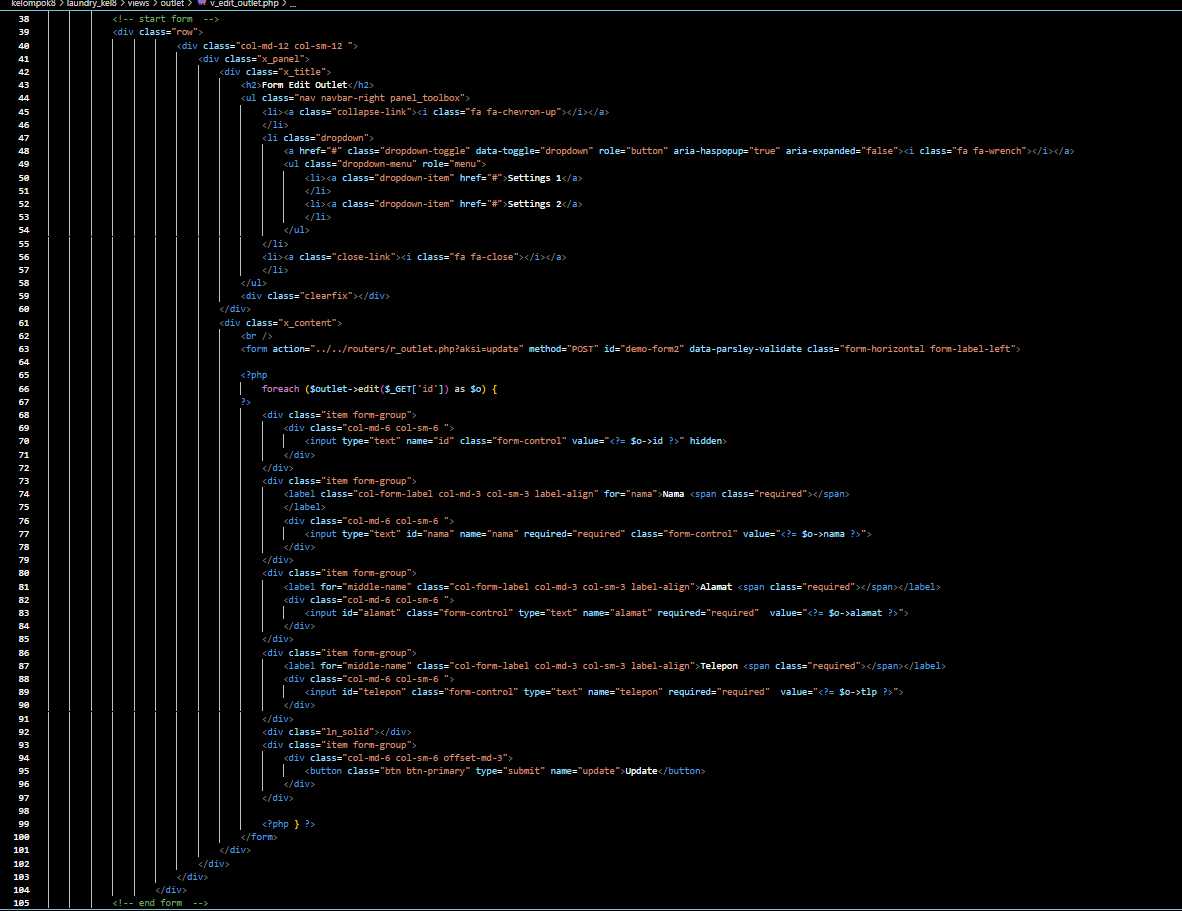 kelompok8 > laundry_kel8 > views > outlet > v_edit_outlet.php > ...
38 <!-- start form  -->
39 <div class="row">
40 <div class="col-md-12 col-sm-12 ">
41 <div class="x_panel">
42 <div class="x_title">
43 <h2>Form Edit Outlet</h2>
44 <ul class="nav navbar-right panel_toolbox">
45 <li><a class="collapse-link"><i class="fa fa-chevron-up"></i></a>
46 </li>
47 <li class="dropdown">
48 <a href="#" class="dropdown-toggle" data-toggle="dropdown" role="button" aria-haspopup="true" aria-expanded="false"><i class="fa fa-wrench"></i></a>
49 <ul class="dropdown-menu" role="menu">
50 <li><a class="dropdown-item" href="#">Settings 1</a>
51 </li>
52 <li><a class="dropdown-item" href="#">Settings 2</a>
53 </li>
54 </ul>
55 </li>
56 <li><a class="close-link"><i class="fa fa-close"></i></a>
57 </li>
58 </ul>
59 <div class="clearfix"></div>
60 </div>
61 <div class="x_content">
62 <br />
63 <form action="../../routers/r_outlet.php?aksi=update" method="POST" id="demo-form2" data-parsley-validate class="form-horizontal form-label-left">
64
65 <?php
66 foreach ($outlet->edit($_GET['id']) as $o) {
67 ?>
68 <div class="item form-group">
69 <div class="col-md-6 col-sm-6 ">
70 <input type="text" name="id" class="form-control" value="<?= $o->id ?>" hidden>
71 </div>
72 </div>
73 <div class="item form-group">
74 <label class="col-form-label col-md-3 col-sm-3 label-align" for="nama">Nama <span class="required"></span>
75 </label>
76 <div class="col-md-6 col-sm-6 ">
77 <input type="text" id="nama" name="nama" required="required" class="form-control" value="<?= $o->nama ?>">
78 </div>
79 </div>
80 <div class="item form-group">
81 <label for="middle-name" class="col-form-label col-md-3 col-sm-3 label-align">Alamat <span class="required"></span></label>
82 <div class="col-md-6 col-sm-6 ">
83 <input id="alamat" class="form-control" type="text" name="alamat" required="required"  value="<?= $o->alamat ?>">
84 </div>
85 </div>
86 <div class="item form-group">
87 <label for="middle-name" class="col-form-label col-md-3 col-sm-3 label-align">Telepon <span class="required"></span></label>
88 <div class="col-md-6 col-sm-6 ">
89 <input id="telepon" class="form-control" type="text" name="telepon" required="required"  value="<?= $o->tlp ?>">
90 </div>
91 </div>
92 <div class="ln_solid"></div>
93 <div class="item form-group">
94 <div class="col-md-6 col-sm-6 offset-md-3">
95 <button class="btn btn-primary" type="submit" name="update">Update</button>
96 </div>
97 </div>
98
99 <?php } ?>
100 </form>
101 </div>
102 </div>
103 </div>
104 </div>
105 <!-- end form  -->